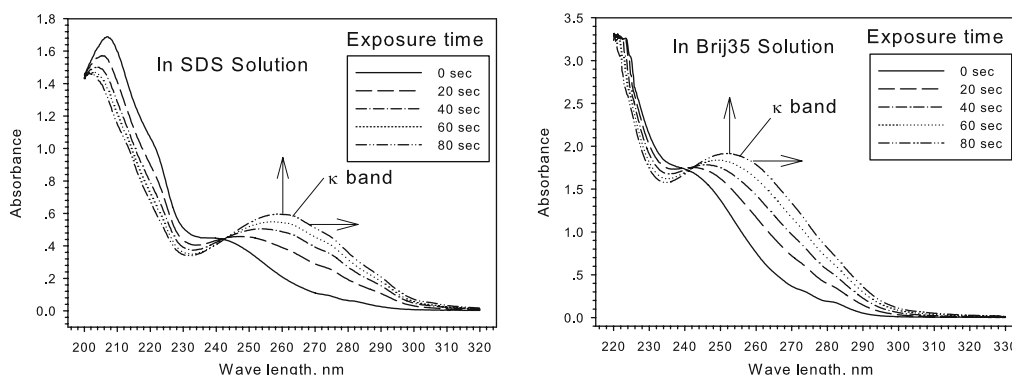 In SDS Solution
Exposure time
0 sec
20 sec
40 sec
60 sec
80 sec
κ band
Absorbance
1.8
1.6
1.4
1.2
1.0
.8
.6
.4
.2
0.0
200 210 220 230 240 250 260 270 280 290 300 310 320
Wave length, nm
In Brij35 Solution
Exposure time
0 sec
20 sec
40 sec
60 sec
80 sec
κ band
Absorbance
3.5
3.0
2.5
2.0
1.5
1.0
.5
0.0
220 230 240 250 260 270 280 290 300 310 320 330
Wave length, nm